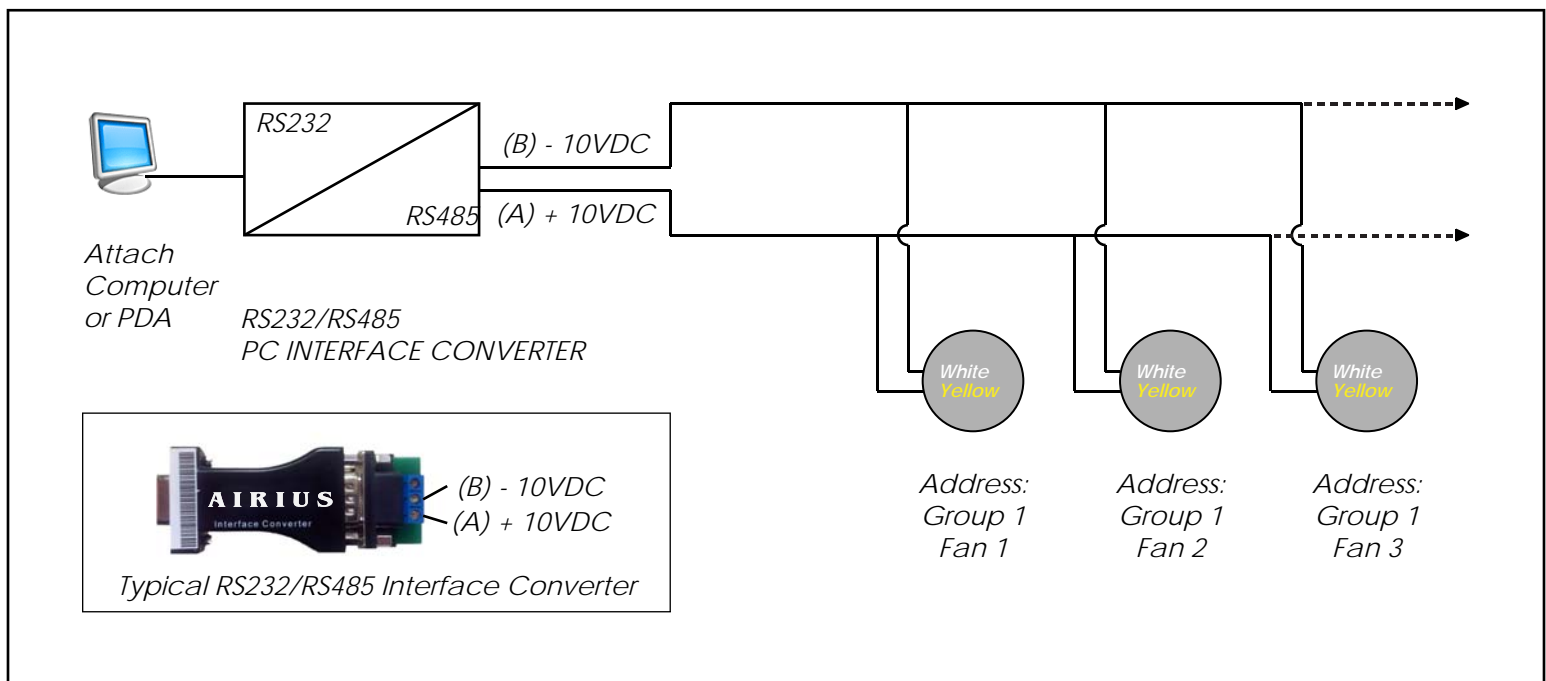 RS232
RS485
(B) - 10VDC
(A) + 10VDC
Attach
Computer
or PDA
RS232/RS485
PC INTERFACE CONVERTER
White
Yellow
White
Yellow
White
Yellow
Address:
Group 1
Fan 1
Address:
Group 1
Fan 2
Address:
Group 1
Fan 3
AIRIUS
Interface Converter
(B) - 10VDC
(A) + 10VDC
Typical RS232/RS485 Interface Converter